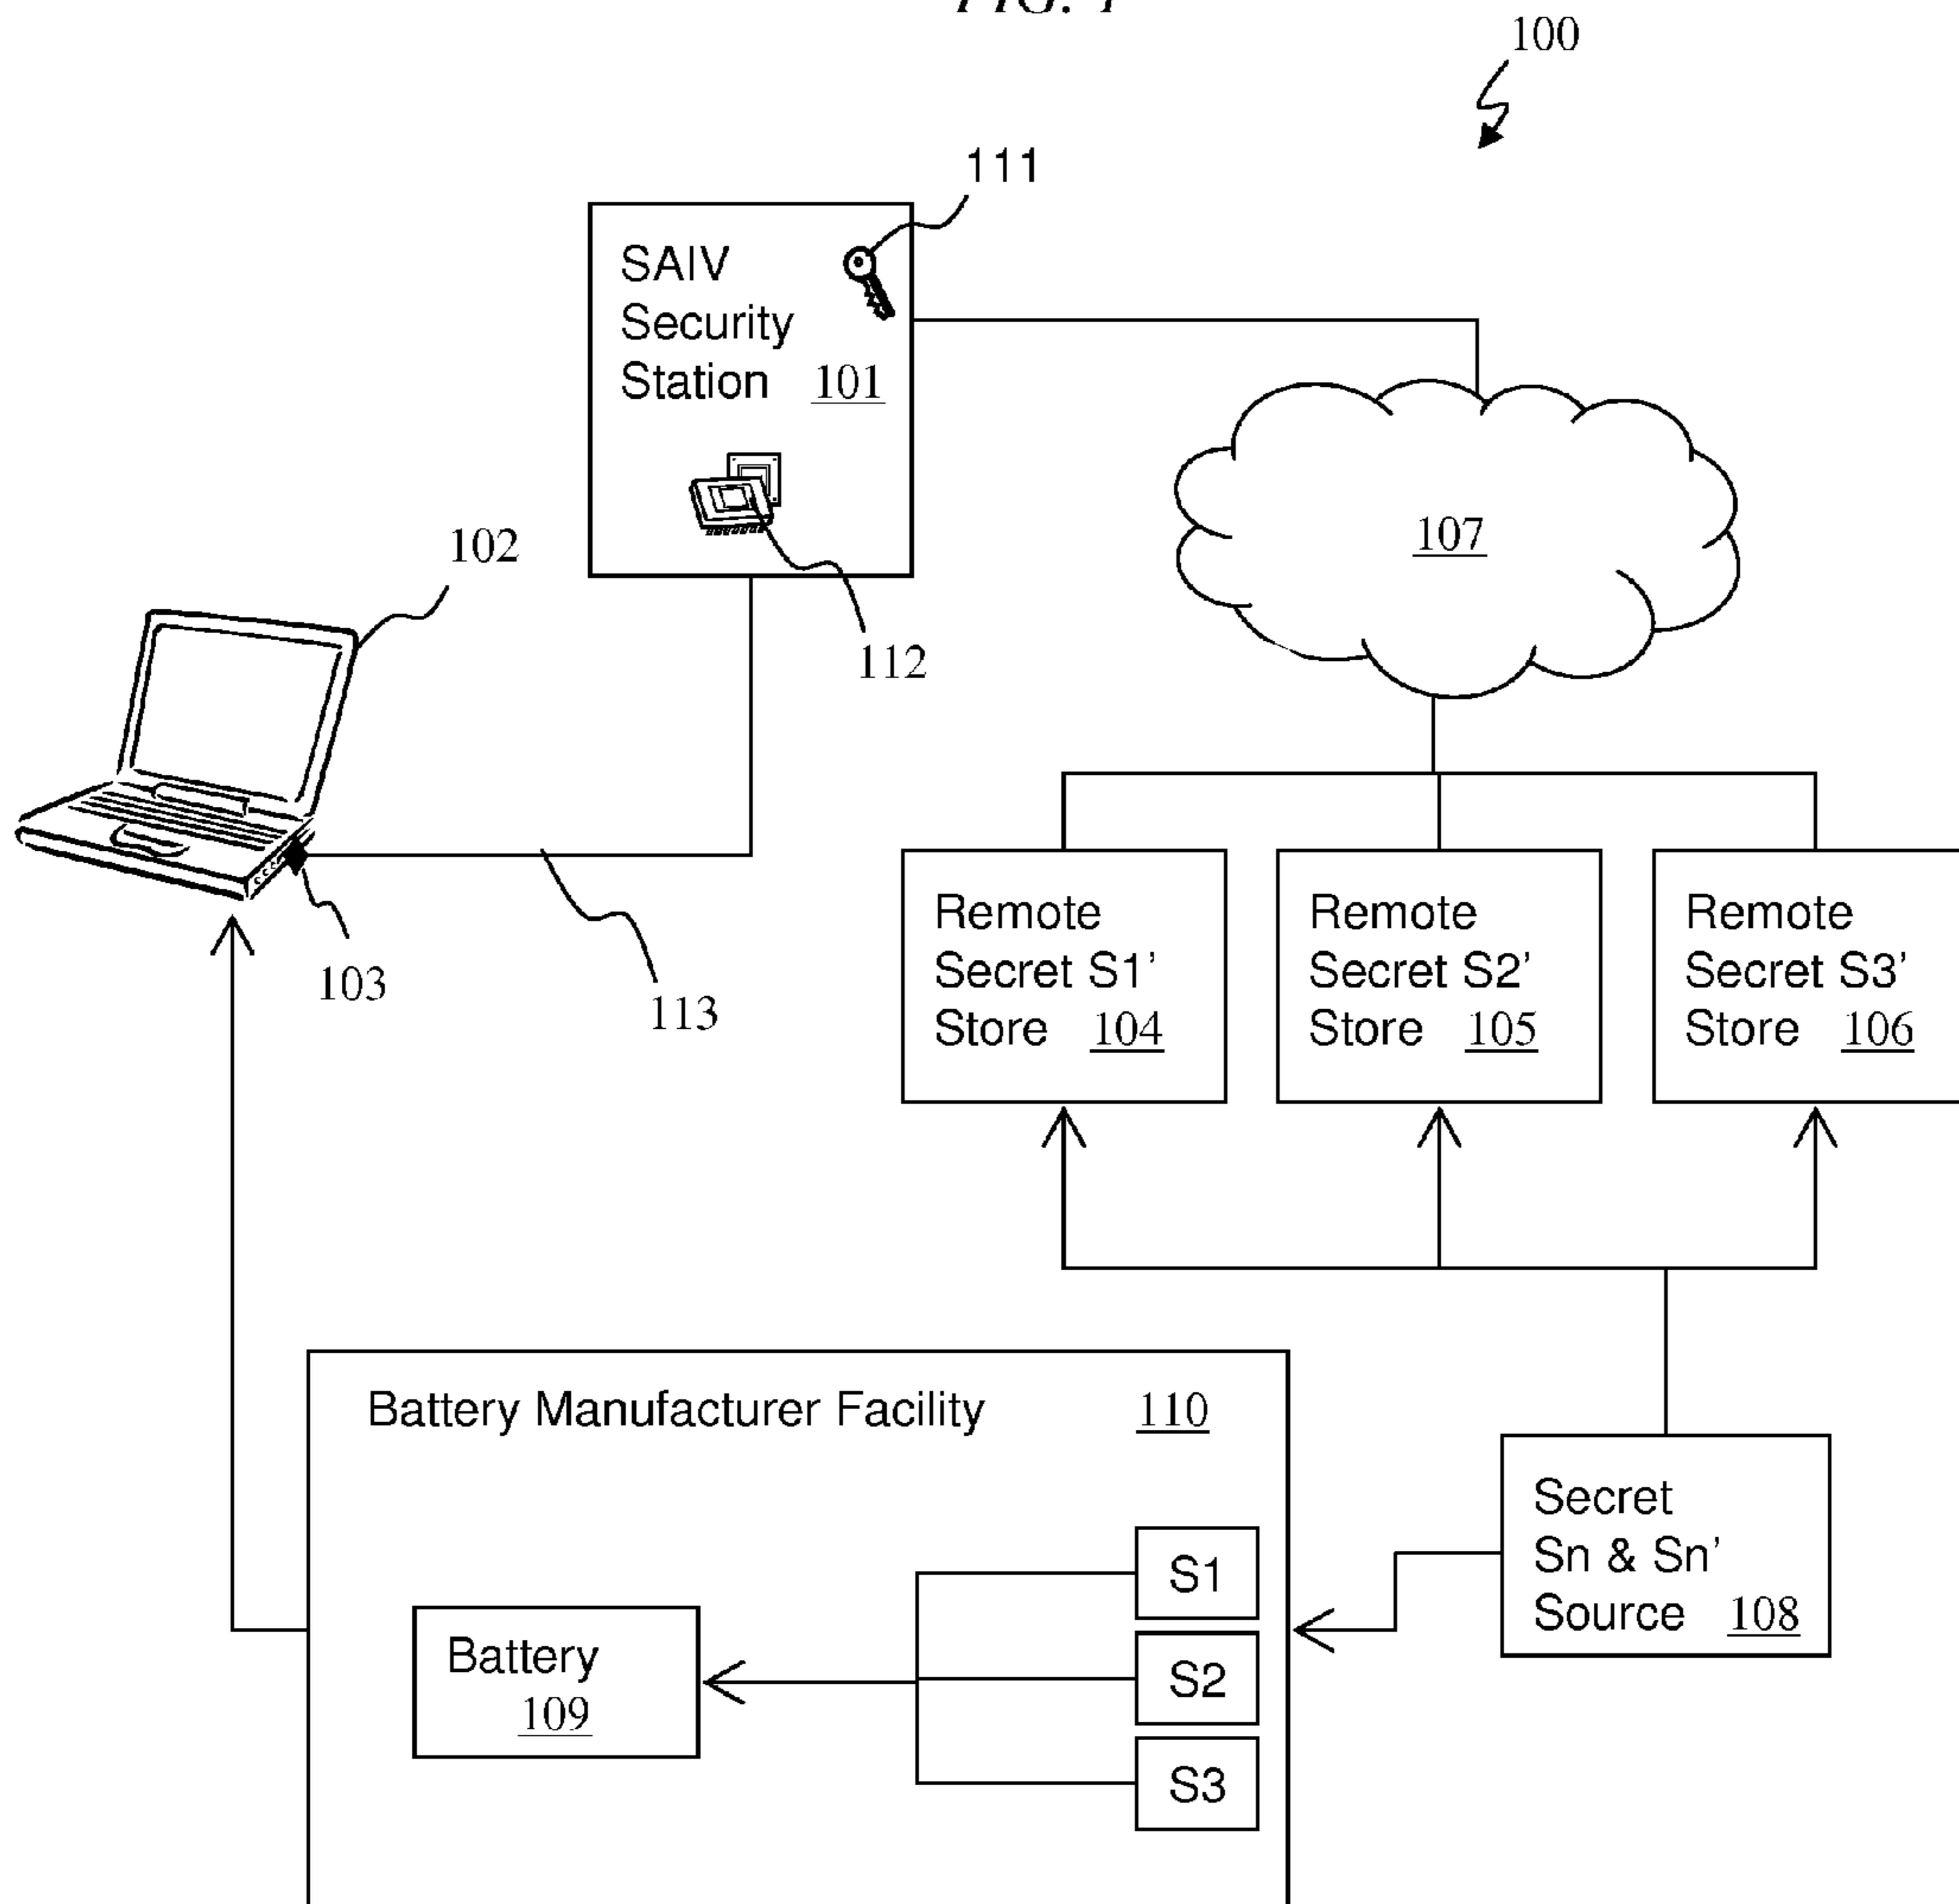 FIG. 1
100
111
SAIV
Security
Station 101
102
112
107
103
113
Remote
Secret S1'
Store 104
Remote
Secret S2'
Store 105
Remote
Secret S3'
Store 106
Battery Manufacturer Facility 110
Battery
109
S1
S2
S3
Secret
Sn & Sn'
Source 108